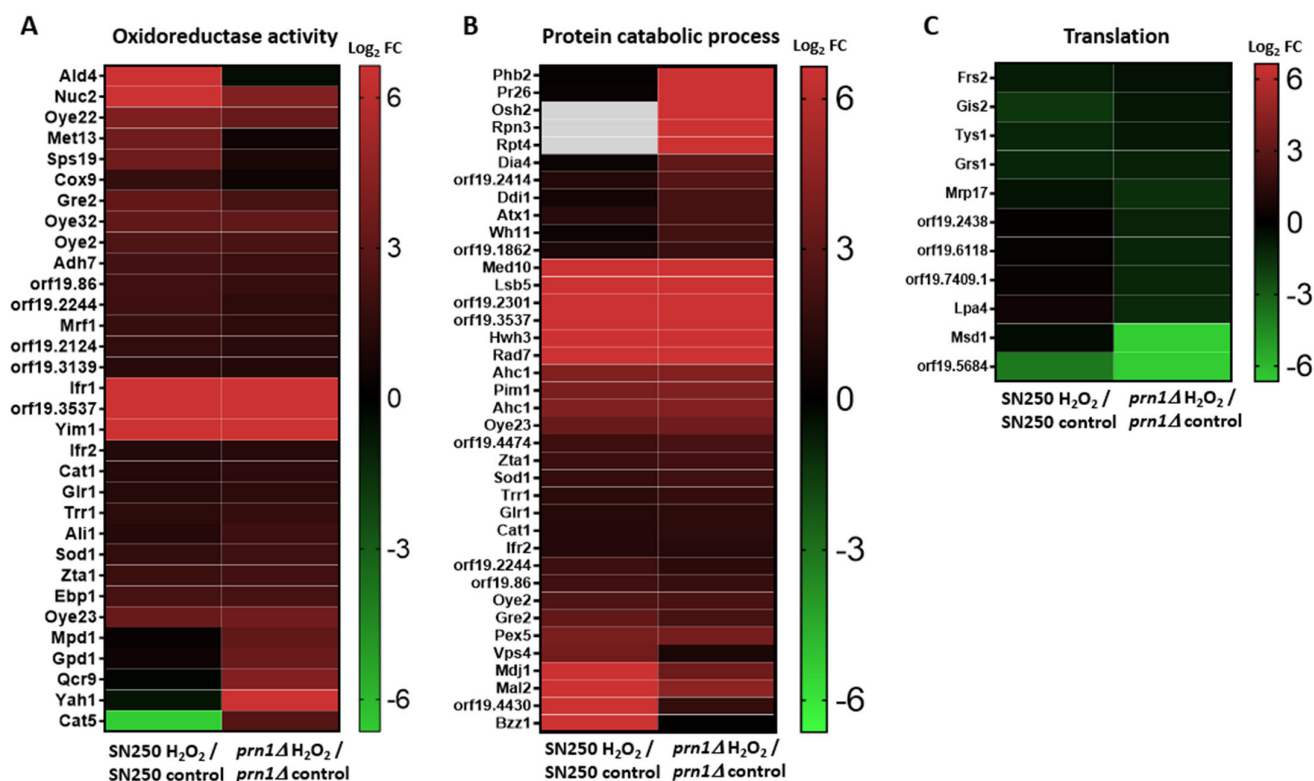 A
Oxidoreductase activity
Log₂ FC
Ald4
Nuc2
Oye22
Met13
Sps19
Cox9
Gre2
Oye32
Oye2
Adh7
orf19.86
orf19.2244
Mrf1
orf19.2124
orf19.3139
Ifr1
orf19.3537
Yim1
Ifr2
Cat1
Glr1
Trr1
Ali1
Sod1
Zta1
Ebp1
Oye23
Mpd1
Gpd1
Qcr9
Yah1
Cat5
6
3
0
-3
-6
SN250 H₂O₂ /
SN250 control
prn1Δ H₂O₂ /
prn1Δ control
B
Protein catabolic process
Log₂ FC
Phb2
Pr26
Osh2
Rpn3
Rpt4
Dia4
orf19.2414
Ddi1
Atx1
Wh11
orf19.1862
Med10
Lsb5
orf19.2301
orf19.3537
Hwh3
Rad7
Ahc1
Pim1
Ahc1
Oye23
orf19.4474
Zta1
Sod1
Trr1
Glr1
Cat1
Ifr2
orf19.2244
orf19.86
Oye2
Gre2
Pex5
Vps4
Mdj1
Mal2
orf19.4430
Bzz1
6
3
0
-3
-6
SN250 H₂O₂ /
SN250 control
prn1Δ H₂O₂ /
prn1Δ control
C
Translation
Log₂ FC
Frs2
Gis2
Tys1
Grs1
Mrp17
orf19.2438
orf19.6118
orf19.7409.1
Lpa4
Msd1
orf19.5684
6
3
0
-3
-6
SN250 H₂O₂ /
SN250 control
prn1Δ H₂O₂ /
prn1Δ control